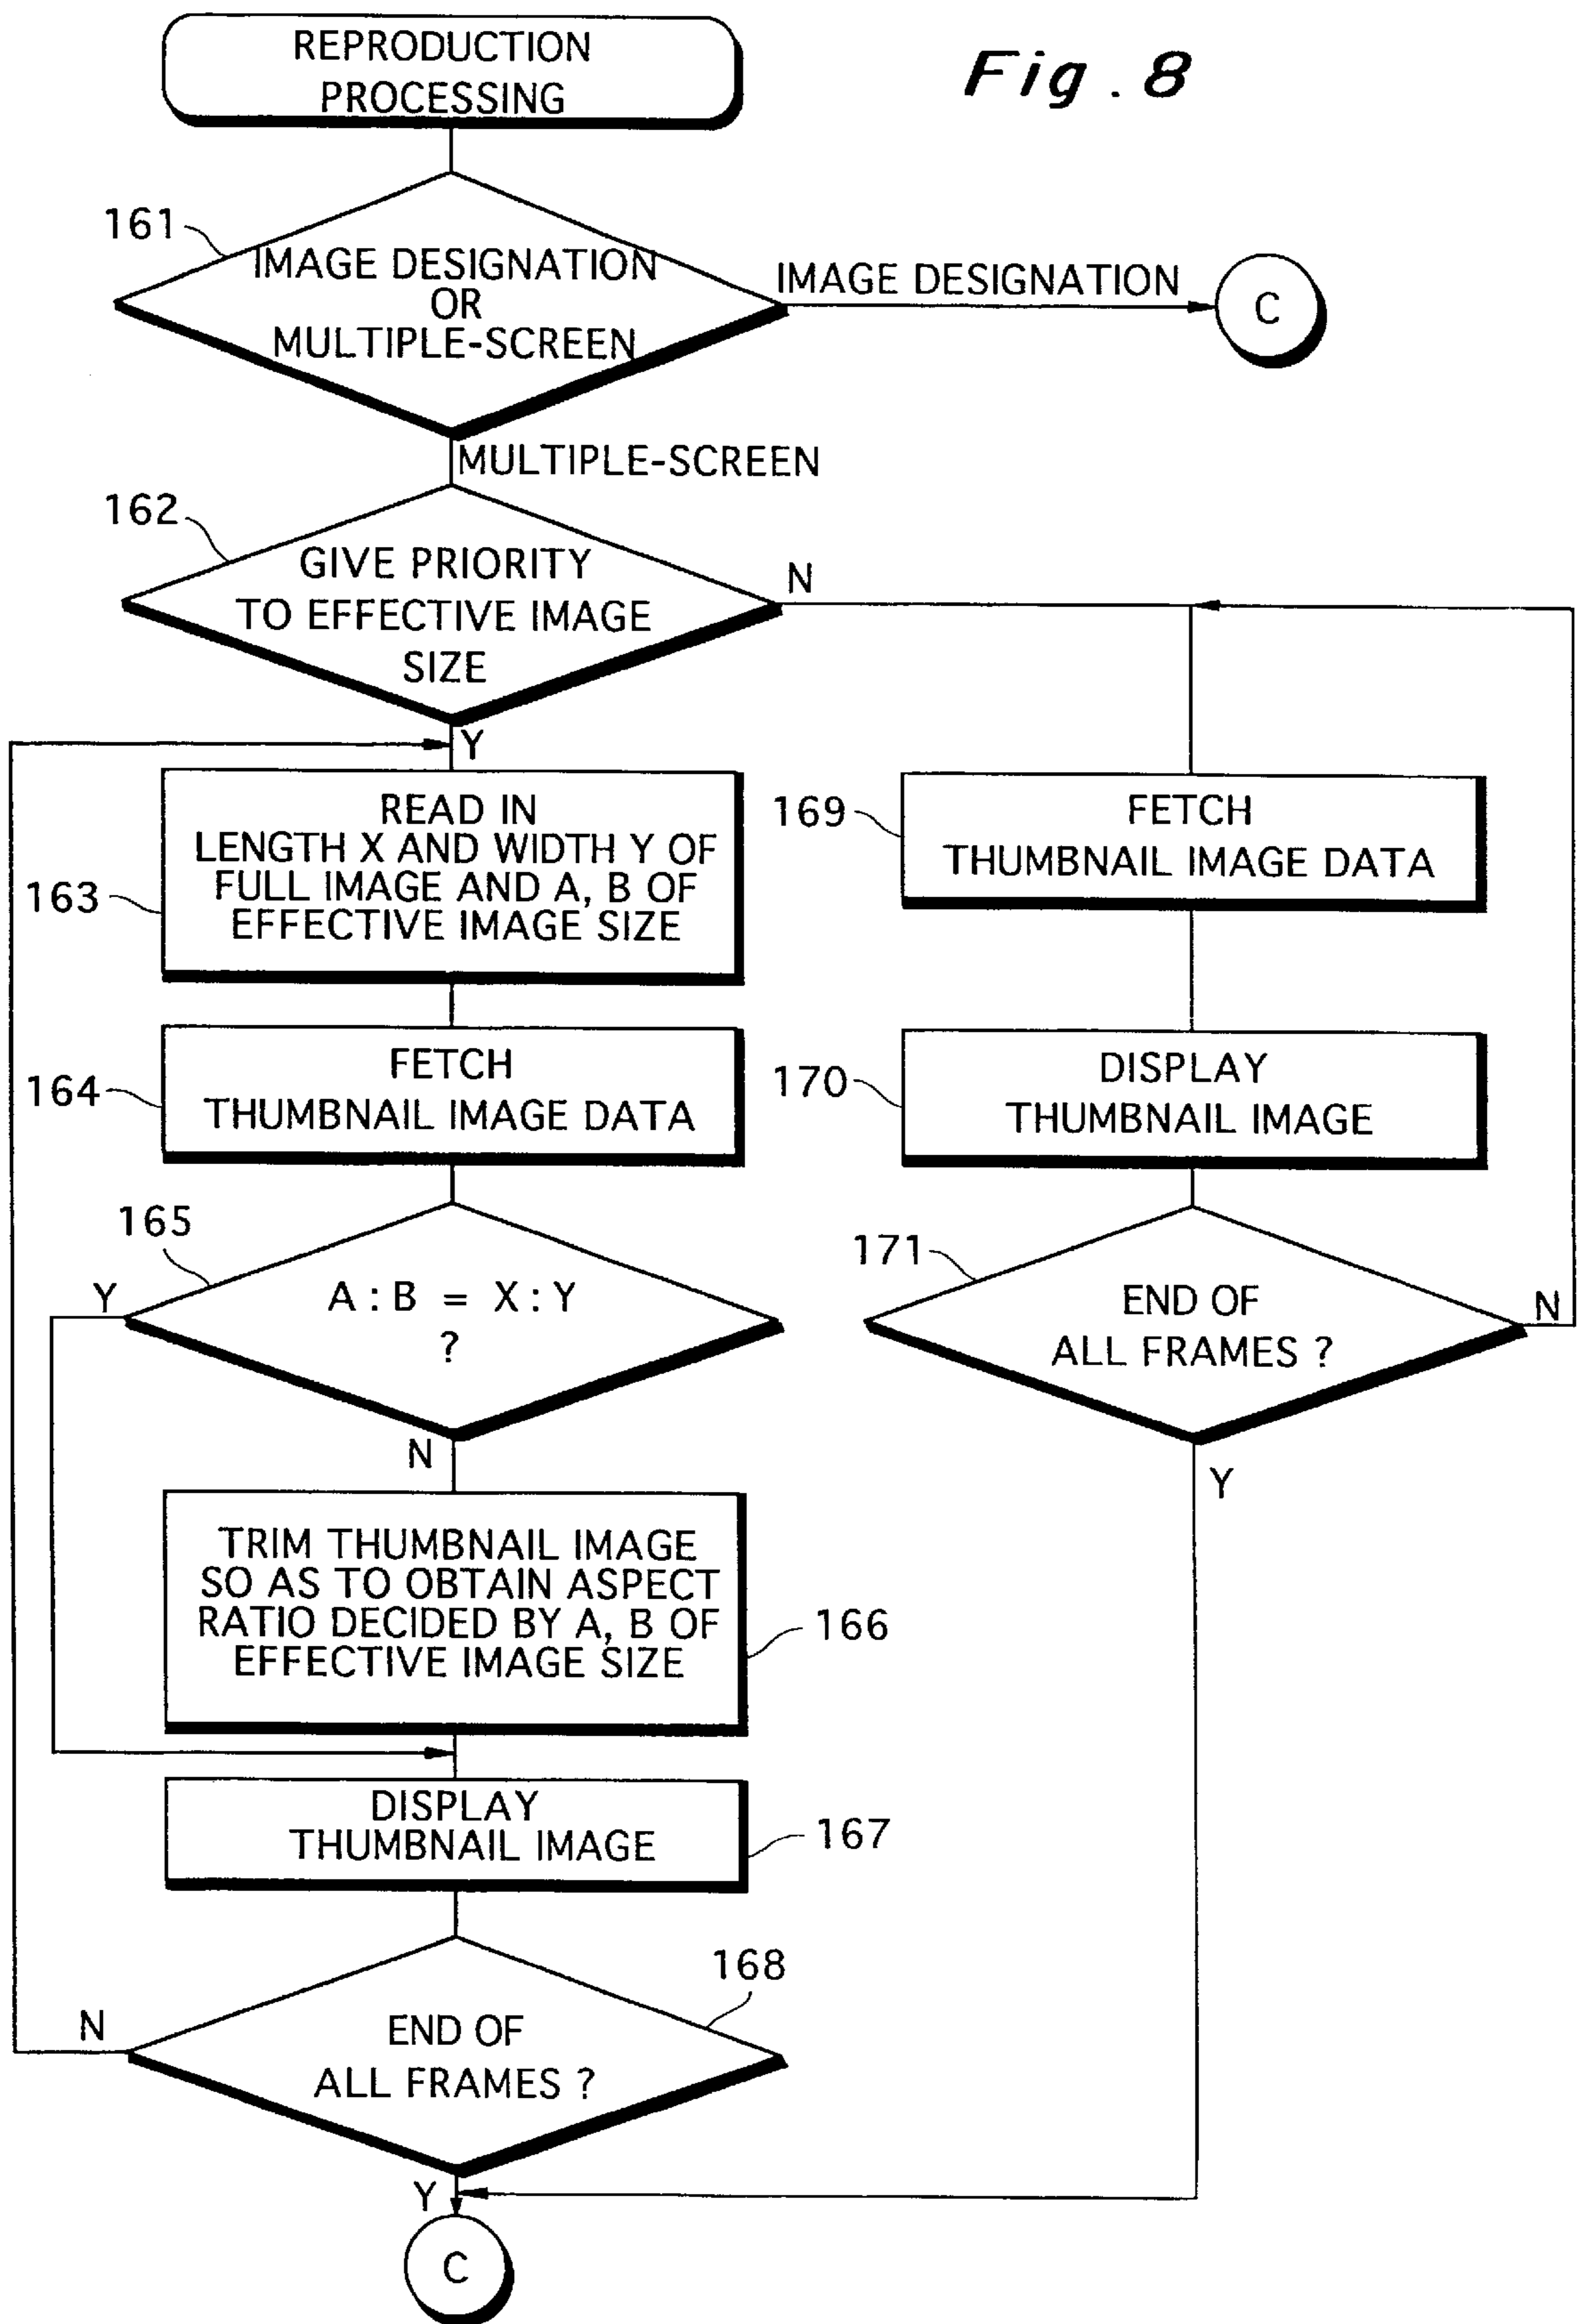 REPRODUCTION
PROCESSING
Fig. 8
161
IMAGE DESIGNATION
OR
MULTIPLE-SCREEN
IMAGE DESIGNATION
C
MULTIPLE-SCREEN
162
GIVE PRIORITY
TO EFFECTIVE IMAGE
SIZE
N
Y
163
READ IN
LENGTH X AND WIDTH Y OF
FULL IMAGE AND A, B OF
EFFECTIVE IMAGE SIZE
169
FETCH
THUMBNAIL IMAGE DATA
164
FETCH
THUMBNAIL IMAGE DATA
170
DISPLAY
THUMBNAIL IMAGE
165
Y
A : B = X : Y
?
N
171
END OF
ALL FRAMES ?
N
Y
TRIM THUMBNAIL IMAGE
SO AS TO OBTAIN ASPECT
RATIO DECIDED BY A, B OF
EFFECTIVE IMAGE SIZE
166
DISPLAY
THUMBNAIL IMAGE
167
168
N
END OF
ALL FRAMES ?
Y
C